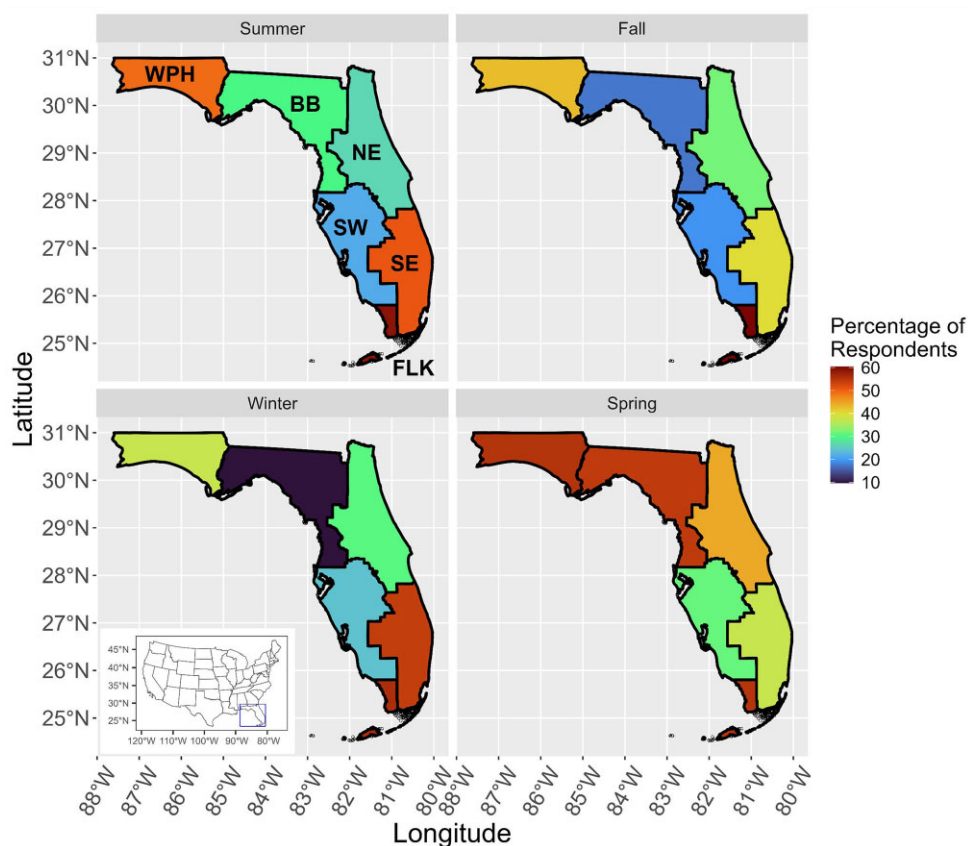 Summer
Fall
31°N
30°N
29°N
28°N
27°N
26°N
25°N
WPH
BB
NE
SW
SE
FLK
Percentage of
Respondents
60
50
40
30
20
10
Latitude
Winter
Spring
31°N
30°N
29°N
28°N
27°N
26°N
25°N
45°N
40°N
35°N
30°N
25°N
120°W 110°W 100°W 90°W 80°W
88°W 87°W 86°W 85°W 83°W 82°W 81°W 80°W 88°W 87°W 86°W 85°W 83°W 82°W 81°W 80°W
Longitude